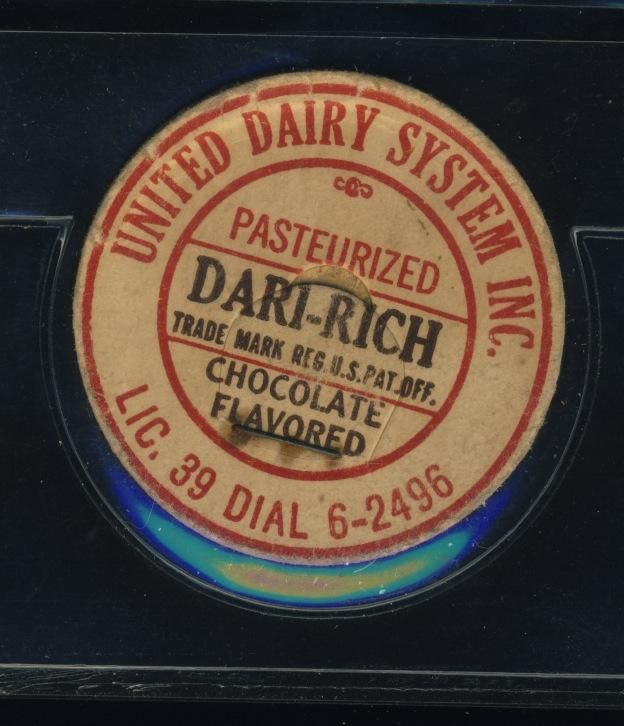 UNITED DAIRY SYSTEM INC.
PASTEURIZED
DARI-RICH
TRADE MARK REG. U.S. PAT. OFF.
CHOCOLATE
FLAVORED
LIC. 39 DIAL 6-2496